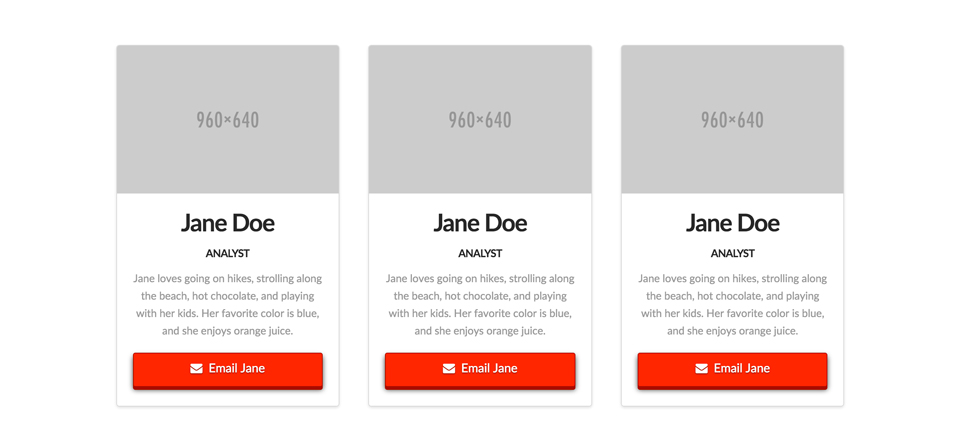 960×640
Jane Doe
ANALYST
Jane loves going on hikes, strolling along
the beach, hot chocolate, and playing
with her kids. Her favorite color is blue,
and she enjoys orange juice.
Email Jane
960×640
Jane Doe
ANALYST
Jane loves going on hikes, strolling along
the beach, hot chocolate, and playing
with her kids. Her favorite color is blue,
and she enjoys orange juice.
Email Jane
960×640
Jane Doe
ANALYST
Jane loves going on hikes, strolling along
the beach, hot chocolate, and playing
with her kids. Her favorite color is blue,
and she enjoys orange juice.
Email Jane